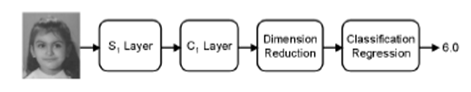 S₁ Layer
C₁ Layer
Dimension
Reduction
Classification
Regression
6.0